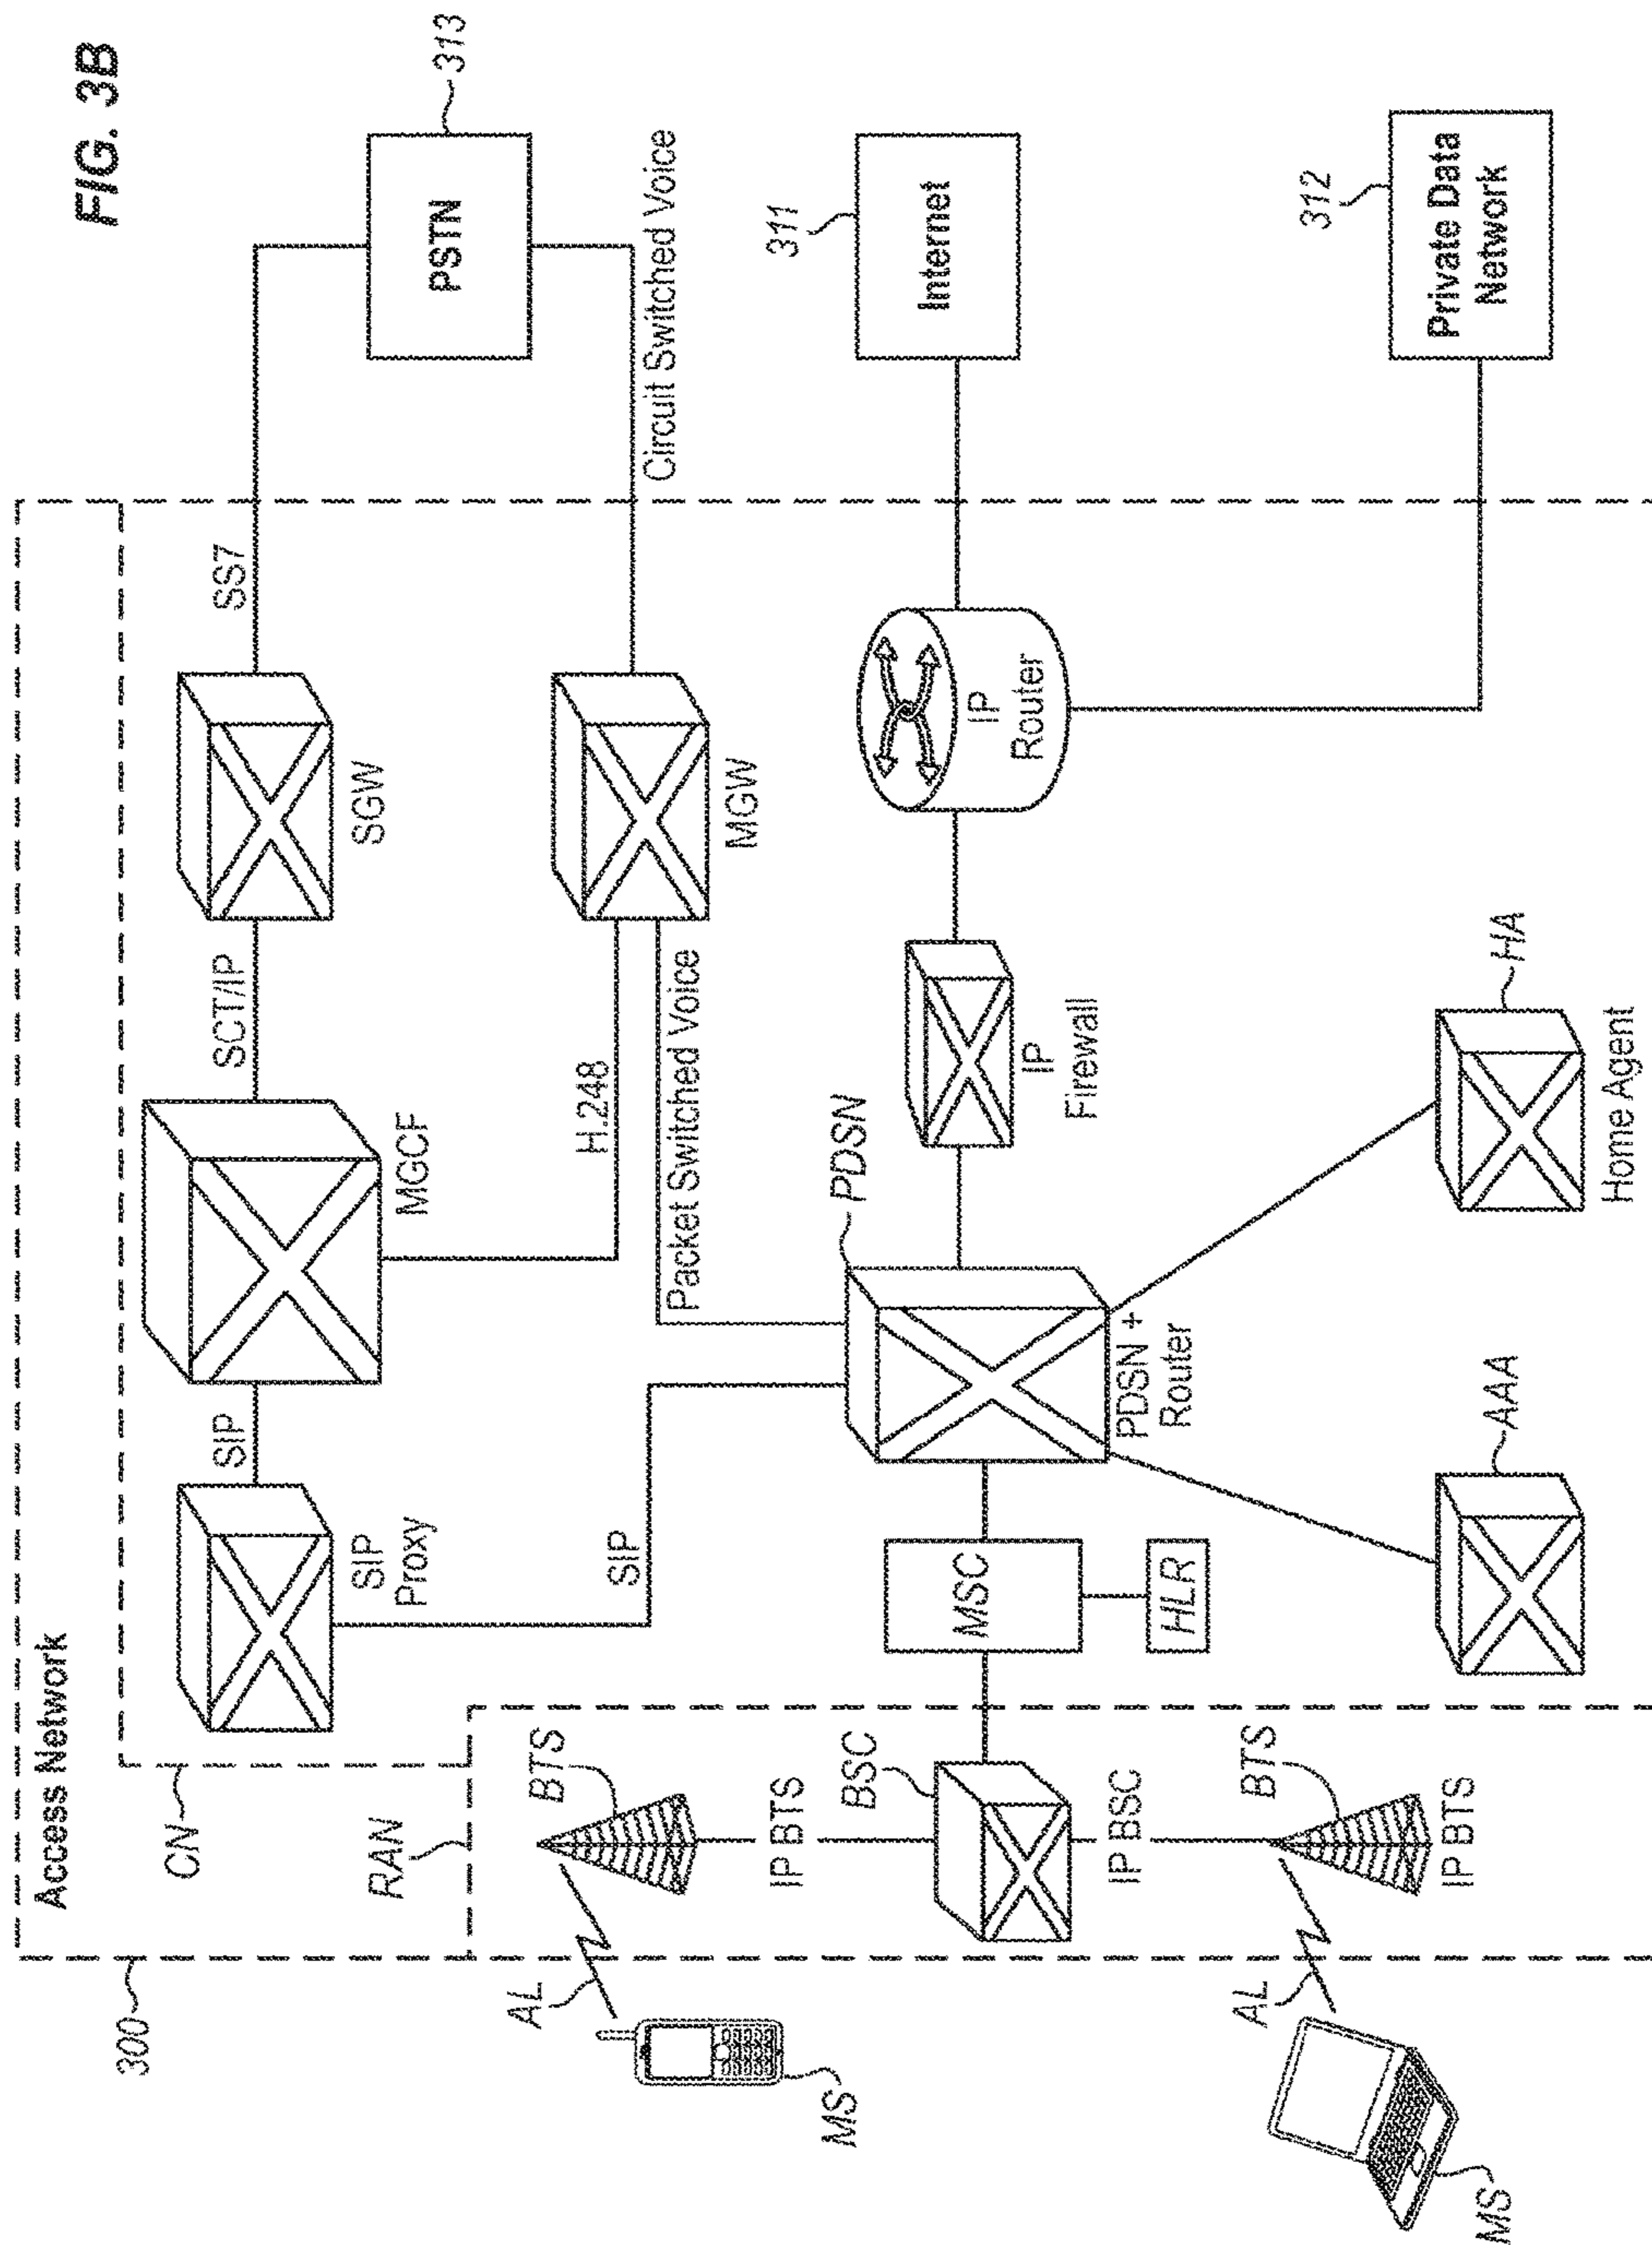 FIG. 3B
Access Network
300
CN
RAN
SIP
Proxy
SIP
MGCF
SCT/IP
SGW
SS7
PSTN
313
SIP
H.248
Packet Switched Voice
MGW
Circuit Switched Voice
AL
MS
BTS
IP BTS
BSC
IP BSC
MSC
HLR
PDSN
PDSN +
Router
IP
Firewall
IP
Router
Internet
311
AL
MS
BTS
IP BTS
AAA
HA
Home Agent
Private Data
Network
312